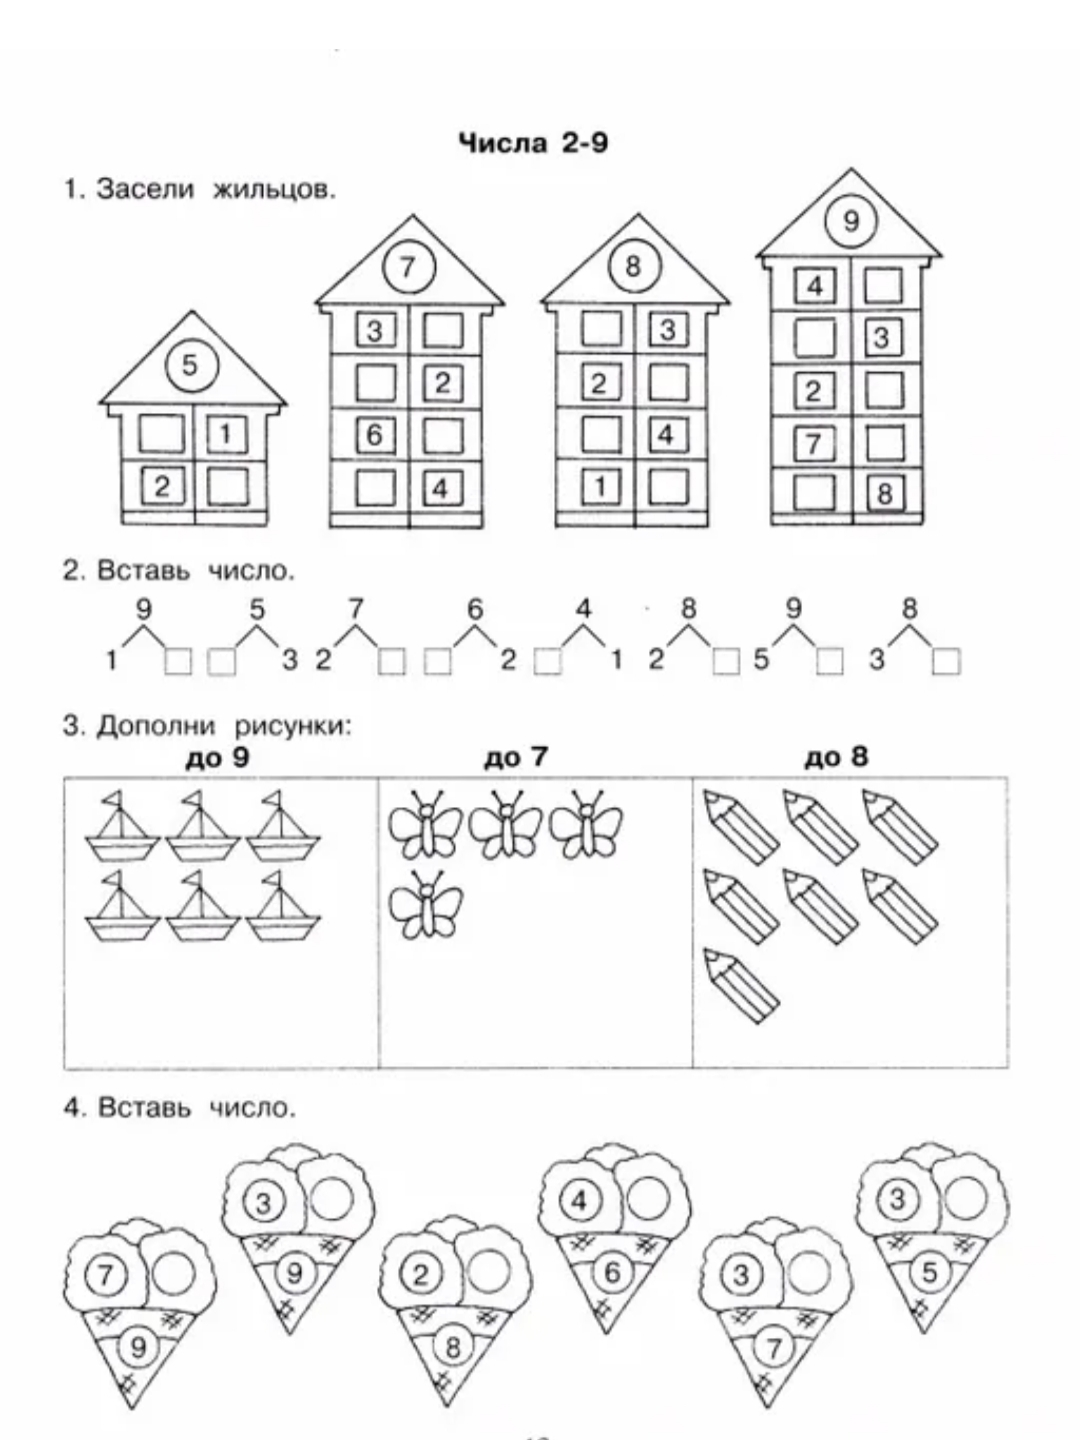 Числа 2-9
1. Засели жильцов.
5
1
2
7
3
2
6
4
8
3
2
4
1
9
4
3
2
7
8
2. Вставь число.
9 5 7 6 4 8 9 8
1 3 2 2 1 2 5 3
3. Дополни рисунки:
до 9 до 7 до 8
4. Вставь число.
3 4 3
7 9 2 6 3 5
9 8 7